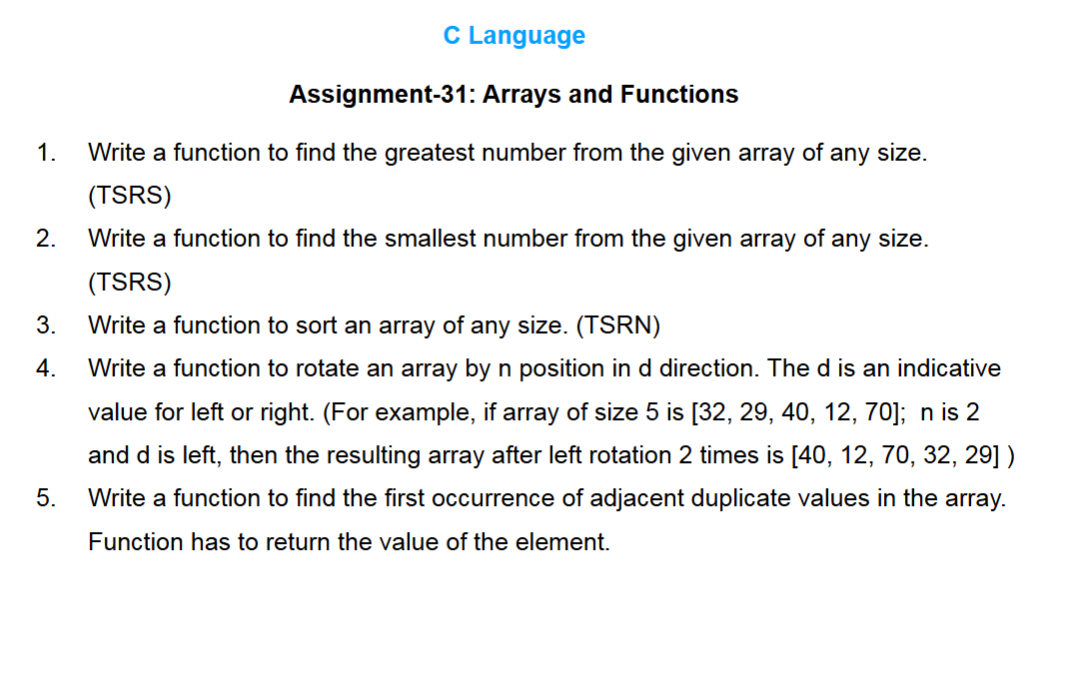 C Language
Assignment-31: Arrays and Functions
1. Write a function to find the greatest number from the given array of any size.
(TSRS)
2. Write a function to find the smallest number from the given array of any size.
(TSRS)
3. Write a function to sort an array of any size. (TSRN)
4. Write a function to rotate an array by n position in d direction. The d is an indicative
value for left or right. (For example, if array of size 5 is [32, 29, 40, 12, 70]; n is 2
and d is left, then the resulting array after left rotation 2 times is [40, 12, 70, 32, 29] )
5. Write a function to find the first occurrence of adjacent duplicate values in the array.
Function has to return the value of the element.